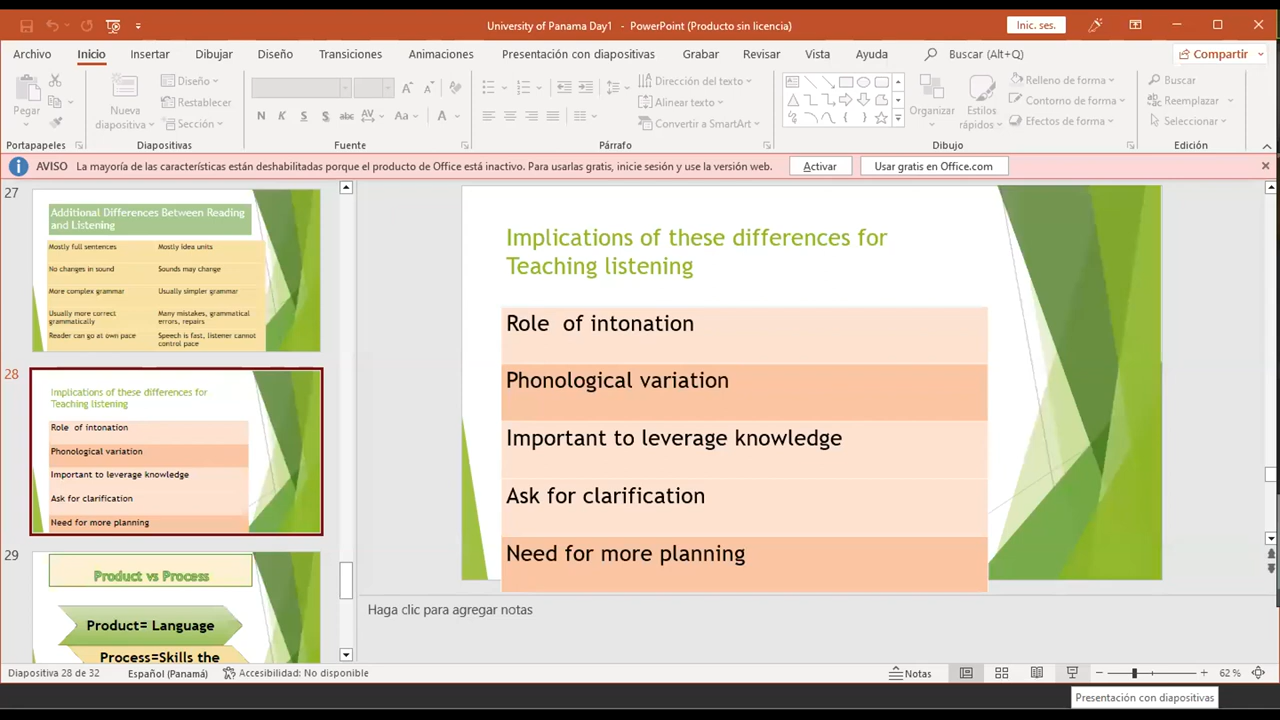 University of Panama Day1 - PowerPoint (Producto sin licencia)
Inic. ses.
Archivo Inicio Insertar Dibujar Diseño Transiciones Animaciones Presentación con diapositivas Grabar Revisar Vista Ayuda Buscar (Alt+Q) Compartir
Pegar
Nueva
diapositiva
Diseño
Restablecer
Sección
N K S S abc AV Aa A
Dirección del texto
Alinear texto
Convertir a SmartArt
Organizar
Estilos
rápidos
Relleno de forma
Contorno de forma
Efectos de forma
Buscar
Reemplazar
Seleccionar
Portapapeles Diapositivas Fuente Párrafo Dibujo Edición
AVISO La mayoría de las características están deshabilitadas porque el producto de Office está inactivo. Para usarlas gratis, inicie sesión y use la versión web. Activar Usar gratis en Office.com
27
Additional Differences Between Reading
and Listening
Mostly full sentences Mostly idea units
No changes in sound Sounds may change
More complex grammar Usually simpler grammar
Usually more correct
grammatically
Many mistakes, grammatical
errors, repairs
Reader can go at own pace
Speech is fast, listener cannot
control pace
28
Implications of these differences for
Teaching listening
Role of intonation
Phonological variation
Important to leverage knowledge
Ask for clarification
Need for more planning
29
Product vs Process
Product= Language
Process=Skills the
Implications of these differences for
Teaching listening
Role of intonation
Phonological variation
Important to leverage knowledge
Ask for clarification
Need for more planning
Haga clic para agregar notas
Diapositiva 28 de 32 Español (Panamá) Accesibilidad: No disponible Notas 62 %
Presentación con diapositivas